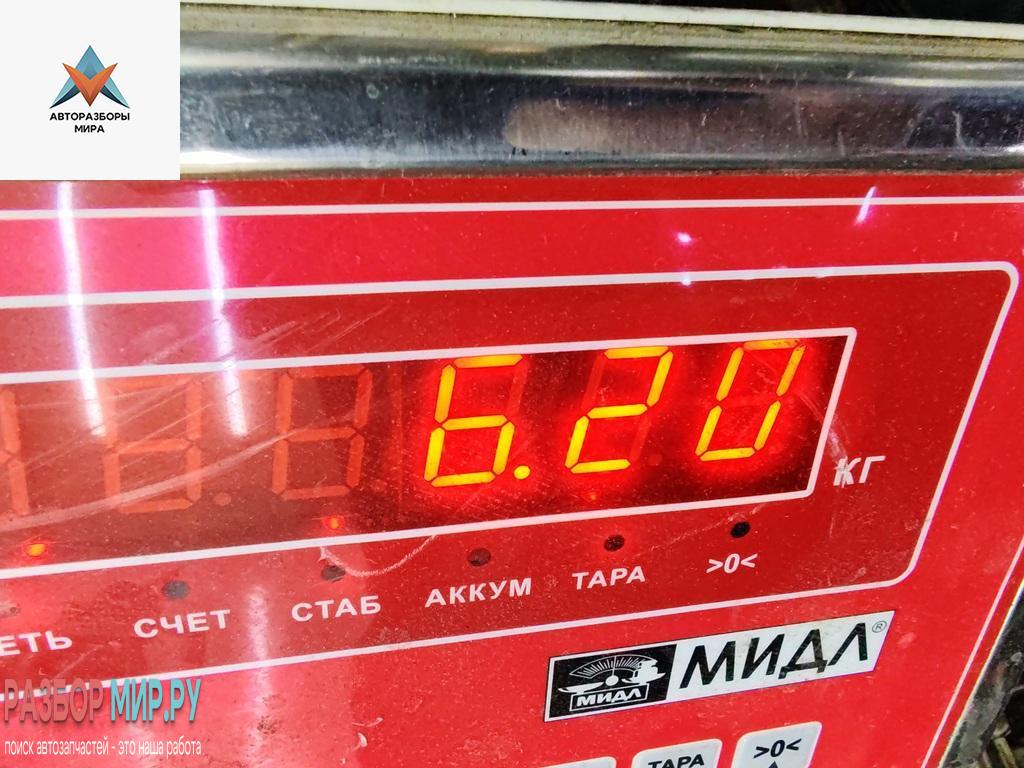 АВТОРАЗБОРЫ
МИРА
6.20
КГ
СЧЕТ
СТАБ
АККУМ
ТАРА
>0<
МИДЛ
МИДЛ®
РАЗБОР МИР.РУ
поиск автозапчастей - это наша работа
ТАРА
>0<